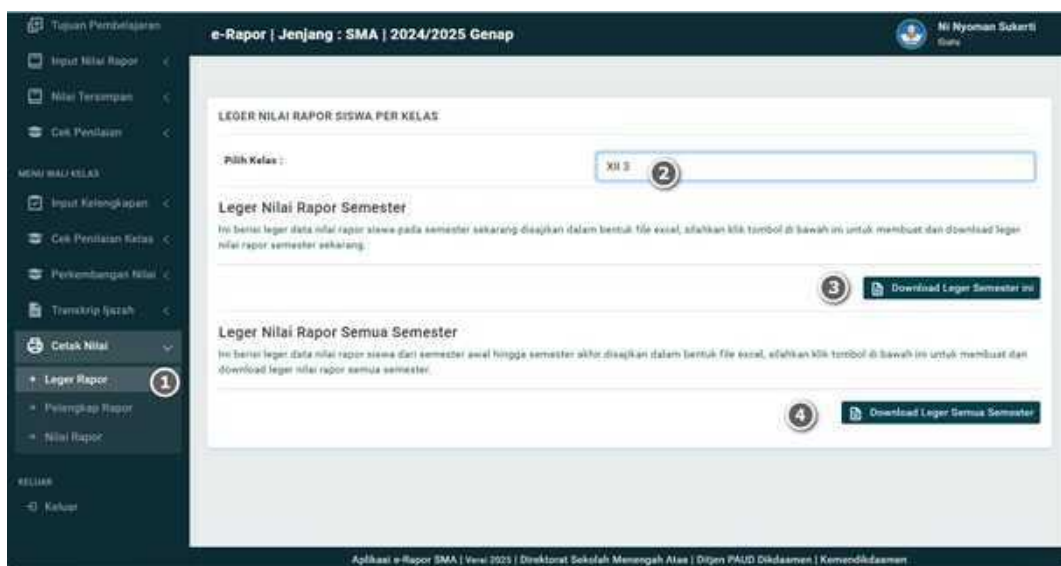 Tujuan Pembelajaran
Input Nilai Rapor
Nilai Tersimpan
Cek Penilaian
MENU WALI KELAS
Input Kelengkapan
Cek Penilaian Kelas
Perkembangan Nilai
Transkrip Ijazah
Cetak Nilai
Leger Rapor
1
Pelengkap Rapor
Nilai Rapor
KELUAR
Keluar
e-Rapor | Jenjang : SMA | 2024/2025 Genap
Ni Nyoman Sukerti
Guru
LEGER NILAI RAPOR SISWA PER KELAS
Pilih Kelas :
XII 3
2
Leger Nilai Rapor Semester
Ini berisi leger data nilai rapor siswa pada semester sekarang disajikan dalam bentuk file excel, silahkan klik tombol di bawah ini untuk membuat dan download leger
nilai rapor semester sekarang.
3
Download Leger Semester ini
Leger Nilai Rapor Semua Semester
Ini berisi leger data nilai rapor siswa dari semester awal hingga semester akhir disajikan dalam bentuk file excel, silahkan klik tombol di bawah ini untuk membuat dan
download leger nilai rapor semua semester.
4
Download Leger Semua Semester
Aplikasi e-Rapor SMA | Versi 2025 | Direktorat Sekolah Menengah Atas | Ditjen PAUD Dikdasmen | Kemendikdasmen